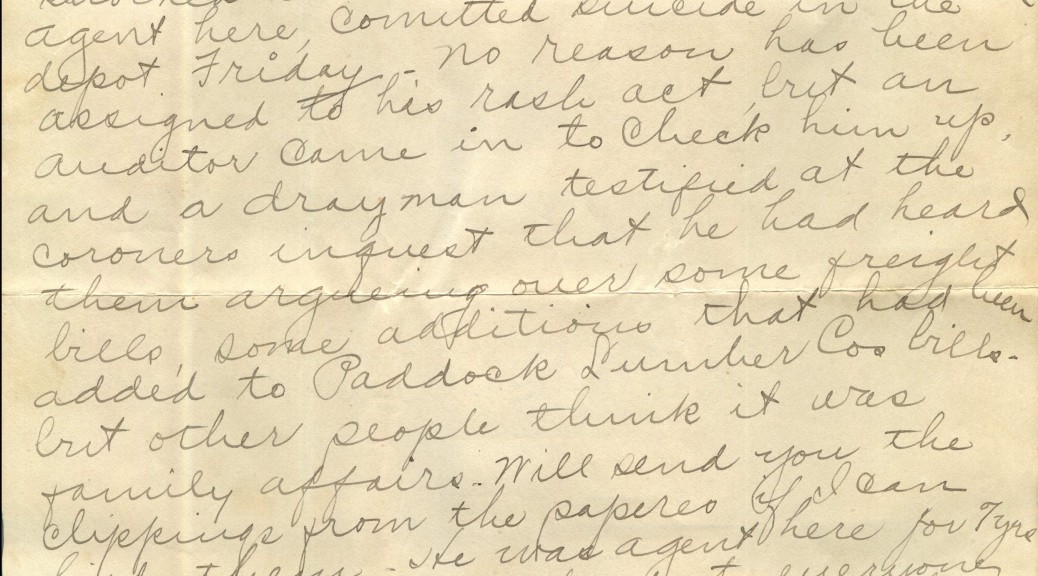 agent here, comitted suicide in the
depot. Friday - no reason has been
assigned to his rash act, but an
auditor came in to check him up,
and a drayman testified at the
coroners inquest that he had heard
them argueing over some freight
bills, some additions that had been
added to Paddock Lumber Cos bills-
but other people think it was
family affairs. Will send you the
clippings from the papers if I can
them - He was agent here for 7 yrs
everyone